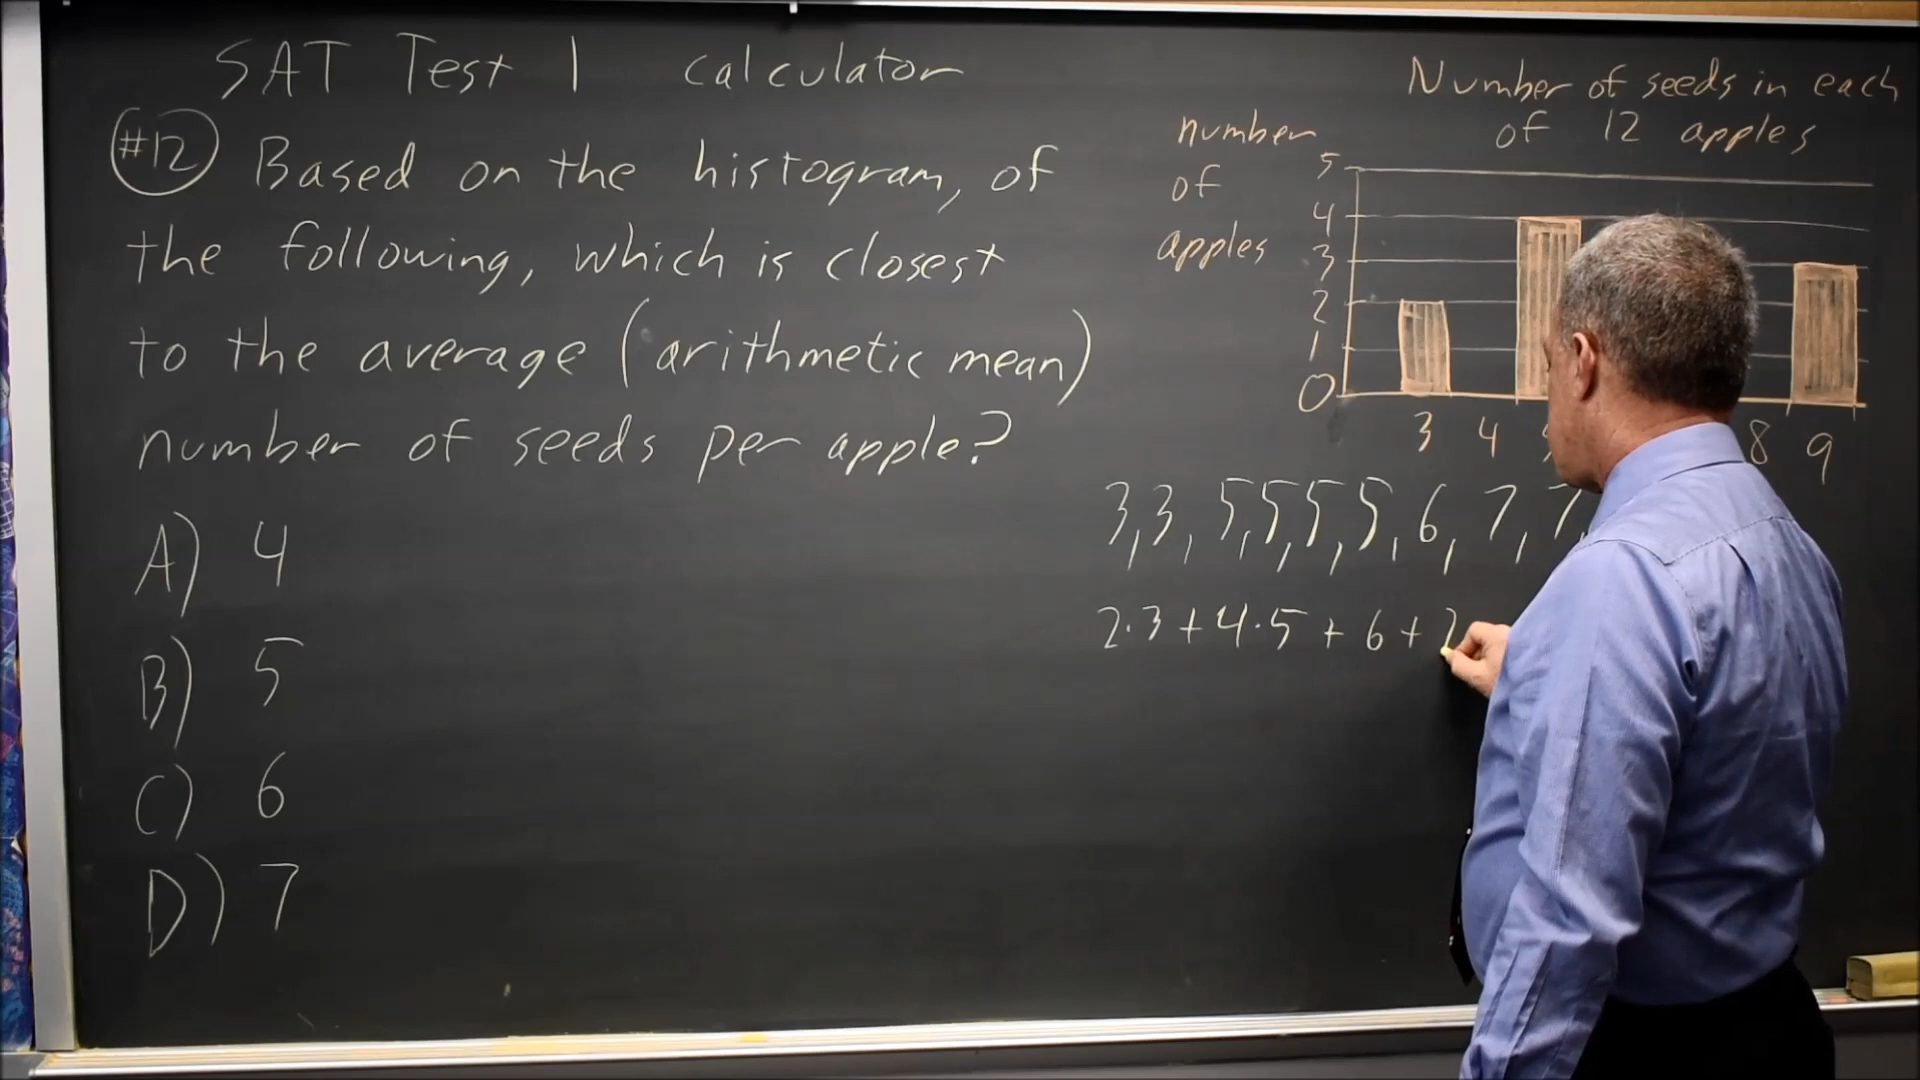 SAT Test 1 calculator
#12 Based on the histogram, of
the following, which is closest
to the average (arithmetic mean)
number of seeds per apple?
A) 4
B) 5
C) 6
D) 7
Number of seeds in each
of 12 apples
number
of
apples
5
4
3
2
1
0
3 4 8 9
3,3,5,5,5,5,6,7,7,
2·3+4·5+6+2